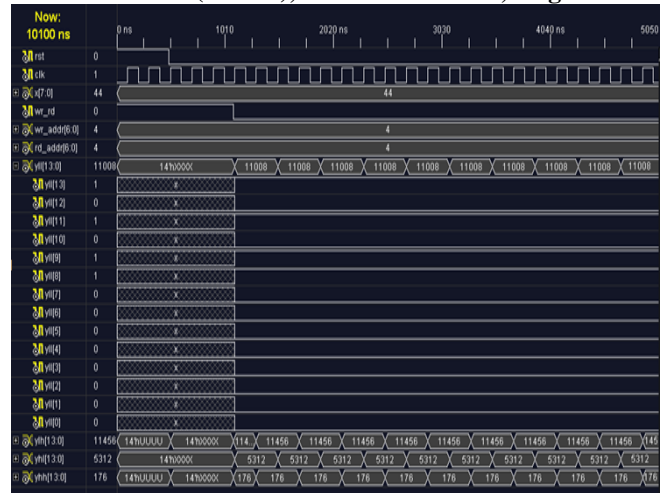 Now:
10100 ns
0 ns 1010 2020 ns 3030 4040 ns 5050
rst 0
clk 1
x[7:0] 44 44
wr_rd 0
wr_addr[6:0] 4 4
rd_addr[6:0] 4 4
yll[13:0] 11008 14'hXXXX 11008 11008 11008 11008 11008 11008 11008 11008 11008 11008
yll[13] 1 x
yll[12] 0 x
yll[11] 1 x
yll[10] 0 x
yll[9] 1 x
yll[8] 1 x
yll[7] 0 x
yll[6] 0 x
yll[5] 0 x
yll[4] 0 x
yll[3] 0 x
yll[2] 0 x
yll[1] 0 x
yll[0] 0 x
ylh[13:0] 11456 14'hUUUU 14'hXXXX 114... 11456 11456 11456 11456 11456 11456 11456 11456 11456 145
yhl[13:0] 5312 14'hXXXX 5312 5312 5312 5312 5312 5312 5312 5312 5312 5312
yhh[13:0] 176 14'hUUUU 14'hXXXX 176 176 176 176 176 176 176 176 176 176 176